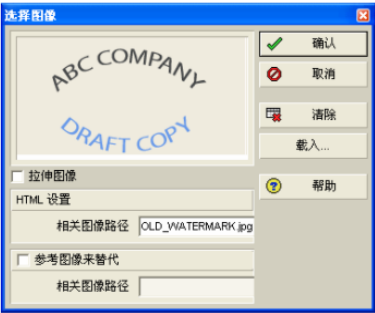 选择图像
ABC COMPANY
DRAFT COPY
拉伸图像
HTML 设置
相关图像路径 OLD_WATERMARK.jpg
参考图像来替代
相关图像路径
确认
取消
清除
载入...
帮助